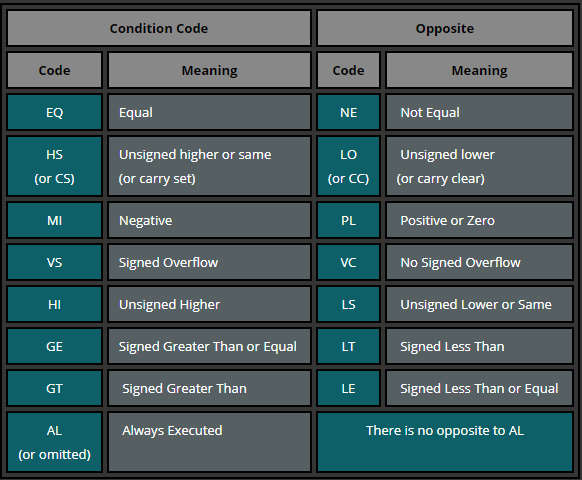 Condition Code Opposite
Code Meaning Code Meaning
EQ Equal NE Not Equal
HS Unsigned higher or same LO Unsigned lower
(or CS) (or carry set) (or CC) (or carry clear)
MI Negative PL Positive or Zero
VS Signed Overflow VC No Signed Overflow
HI Unsigned Higher LS Unsigned Lower or Same
GE Signed Greater Than or Equal LT Signed Less Than
GT Signed Greater Than LE Signed Less Than or Equal
AL Always Executed There is no opposite to AL
(or omitted)